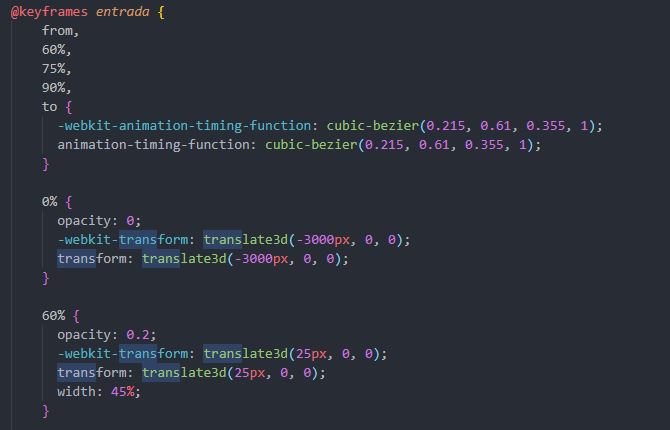 @keyframes entrada {
from,
60%,
75%,
90%,
to {
-webkit-animation-timing-function: cubic-bezier(0.215, 0.61, 0.355, 1);
animation-timing-function: cubic-bezier(0.215, 0.61, 0.355, 1);
}
0% {
opacity: 0;
-webkit-transform: translate3d(-3000px, 0, 0);
transform: translate3d(-3000px, 0, 0);
}
60% {
opacity: 0.2;
-webkit-transform: translate3d(25px, 0, 0);
transform: translate3d(25px, 0, 0);
width: 45%;
}